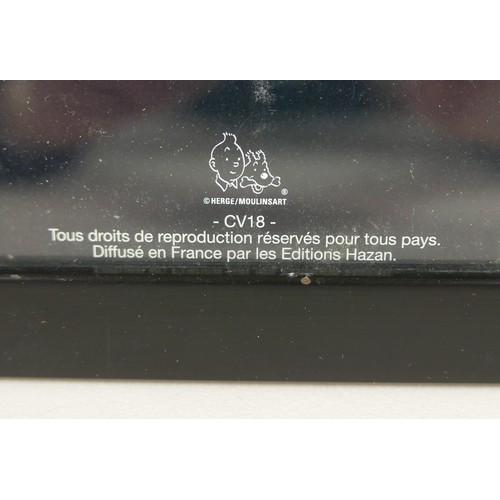 © HERGE/MOULINSART ®
- CV18 -
Tous droits de reproduction réservés pour tous pays.
Diffusé en France par les Editions Hazan.